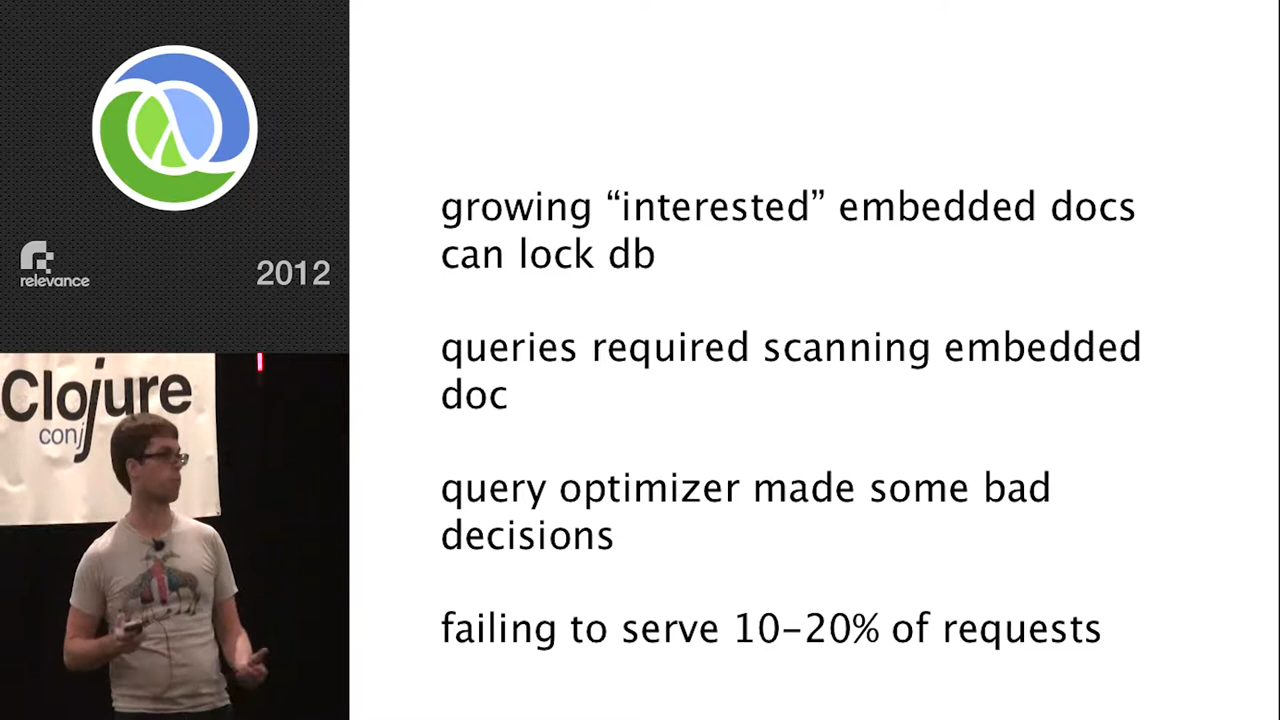 relevance
2012
Clojure
conj
growing “interested” embedded docs
can lock db
queries required scanning embedded
doc
query optimizer made some bad
decisions
failing to serve 10–20% of requests